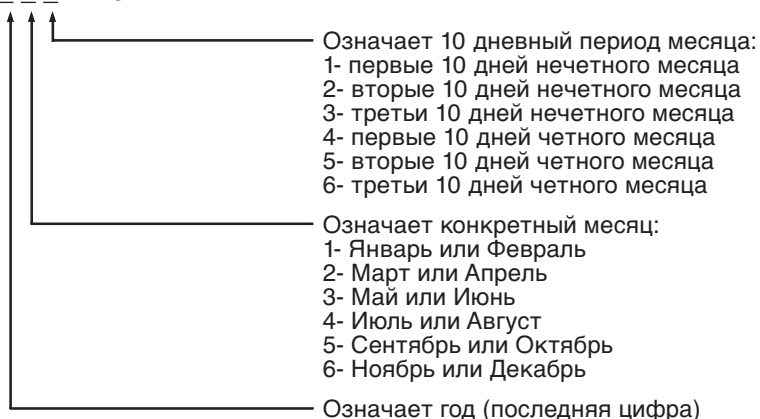 Означает 10 дневный период месяца:
1- первые 10 дней нечетного месяца
2- вторые 10 дней нечетного месяца
3- третьи 10 дней нечетного месяца
4- первые 10 дней четного месяца
5- вторые 10 дней четного месяца
6- третьи 10 дней четного месяца
Означает конкретный месяц:
1- Январь или Февраль
2- Март или Апрель
3- Май или Июнь
4- Июль или Август
5- Сентябрь или Октябрь
6- Ноябрь или Декабрь
Означает год (последняя цифра)